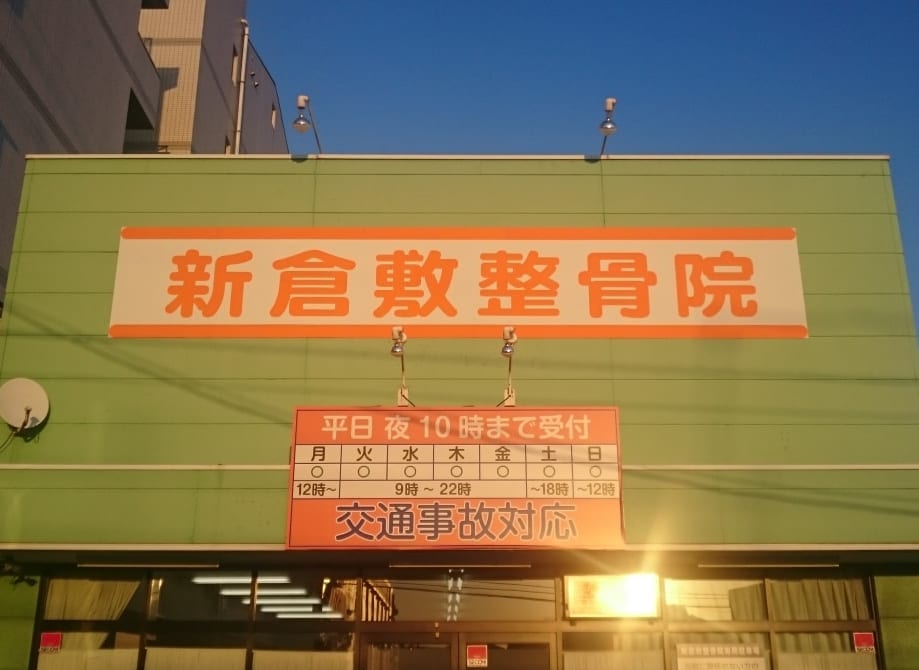 新倉敷整骨院
平日 夜 10 時まで受付
月 火 水 木 金 土 日
○ ○ ○ ○ ○ ○ ○
12時～ 9時～22時 ～18時 ～12時
交通事故対応